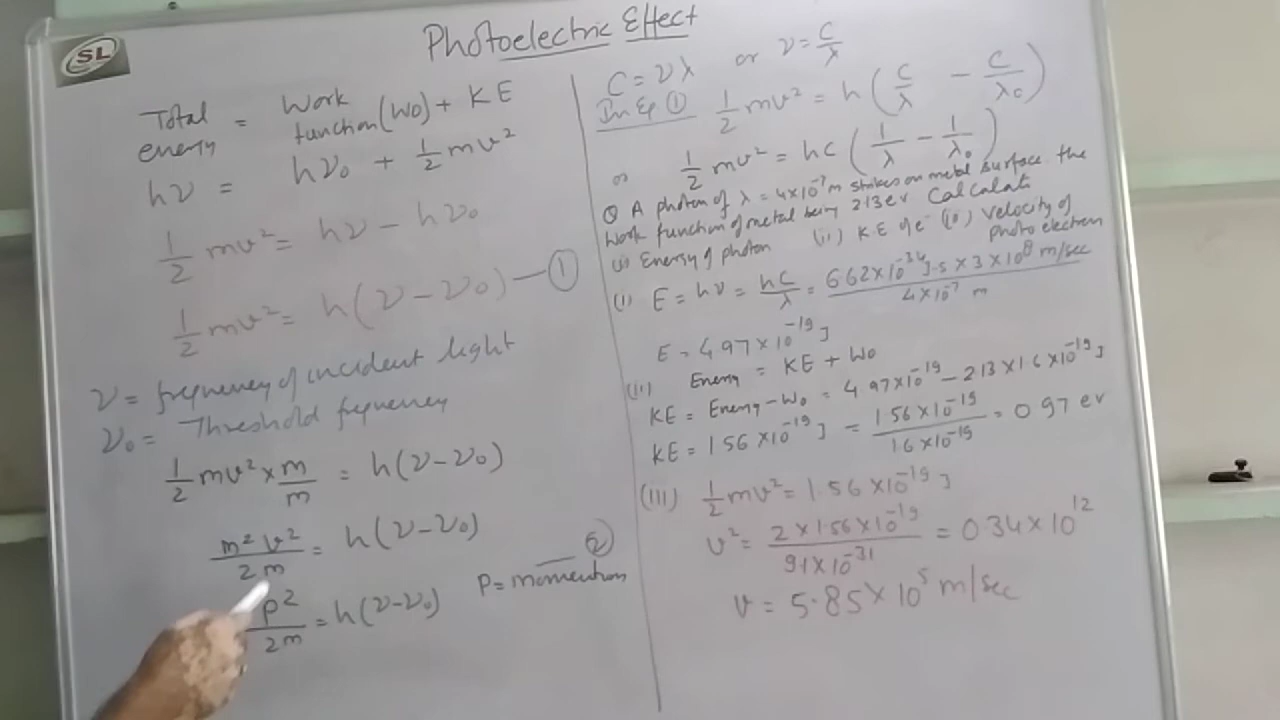 SL
Photoelectric Effect
Total energy = Work function (W0) + KE
hν = hν₀ + 1/2 mv²
1/2 mv² = hν - hν₀
1/2 mv² = h(ν - ν₀) — ①
ν = frequency of incident light
ν₀ = Threshold fequency
1/2 mv² × m/m = h(ν - ν₀)
m² v²/2m = h(ν - ν₀)
p²/2m = h(ν - ν₀) — ②
P = momentum
C = νλ or ν = C/λ
In Eq ① 1/2 mv² = h(C/λ - C/λ₀)
or 1/2 mv² = hc(1/λ - 1/λ₀)
Q A photon of λ = 4×10⁻⁷m strikes on metal surface the
work function of metal being 2.13 ev Calculate
(i) Energy of photon (ii) KE of e⁻ (iii) Velocity of photo electron
(i) E = hν = hc/λ = 6.62×10⁻³⁴ J.s × 3×10⁸ m/sec / 4×10⁻⁷ m
E = 4.97×10⁻¹⁹ J
(ii) Energy = KE + W0
KE = Energy - W0 = 4.97×10⁻¹⁹ - 2.13×1.6×10⁻¹⁹ J
KE = 1.56×10⁻¹⁹ J = 1.56×10⁻¹⁹ / 1.6×10⁻¹⁹ = 0.97 ev
(III) 1/2 mv² = 1.56×10⁻¹⁹ J
v² = 2×1.56×10⁻¹⁹ / 9.1×10⁻³¹ = 0.34×10¹²
v = 5.85×10⁵ m/sec